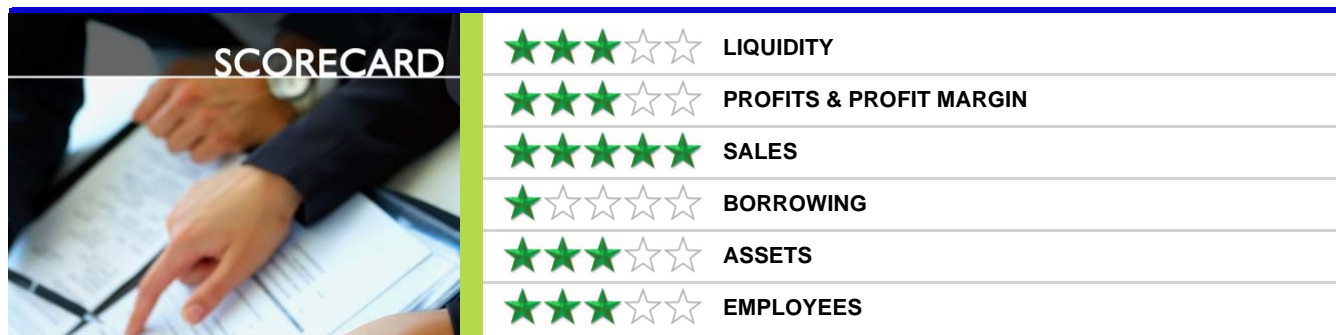 SCORECARD
LIQUIDITY
PROFITS & PROFIT MARGIN
SALES
BORROWING
ASSETS
EMPLOYEES